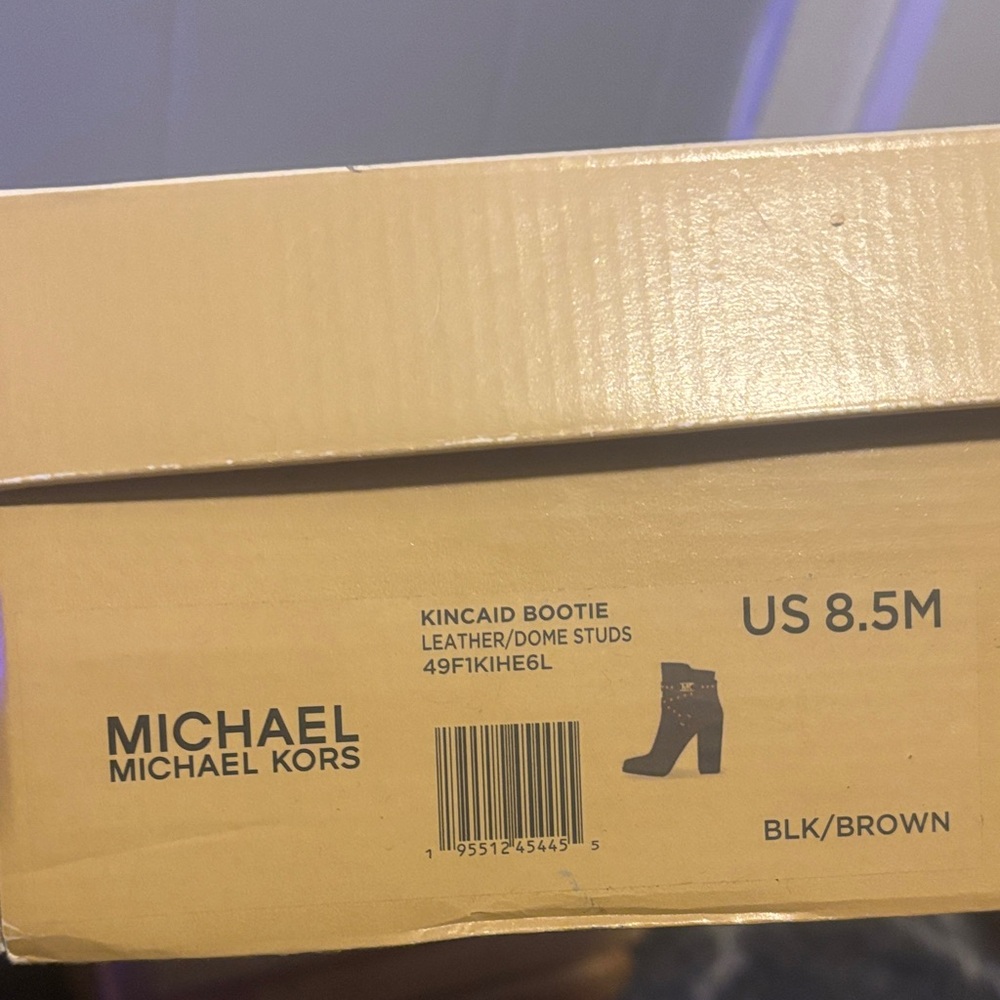 KINCAID BOOTIE
LEATHER/DOME STUDS
49F1KIHE6L
US 8.5M
MICHAEL
MICHAEL KORS
1 95512 45445 5
BLK/BROWN